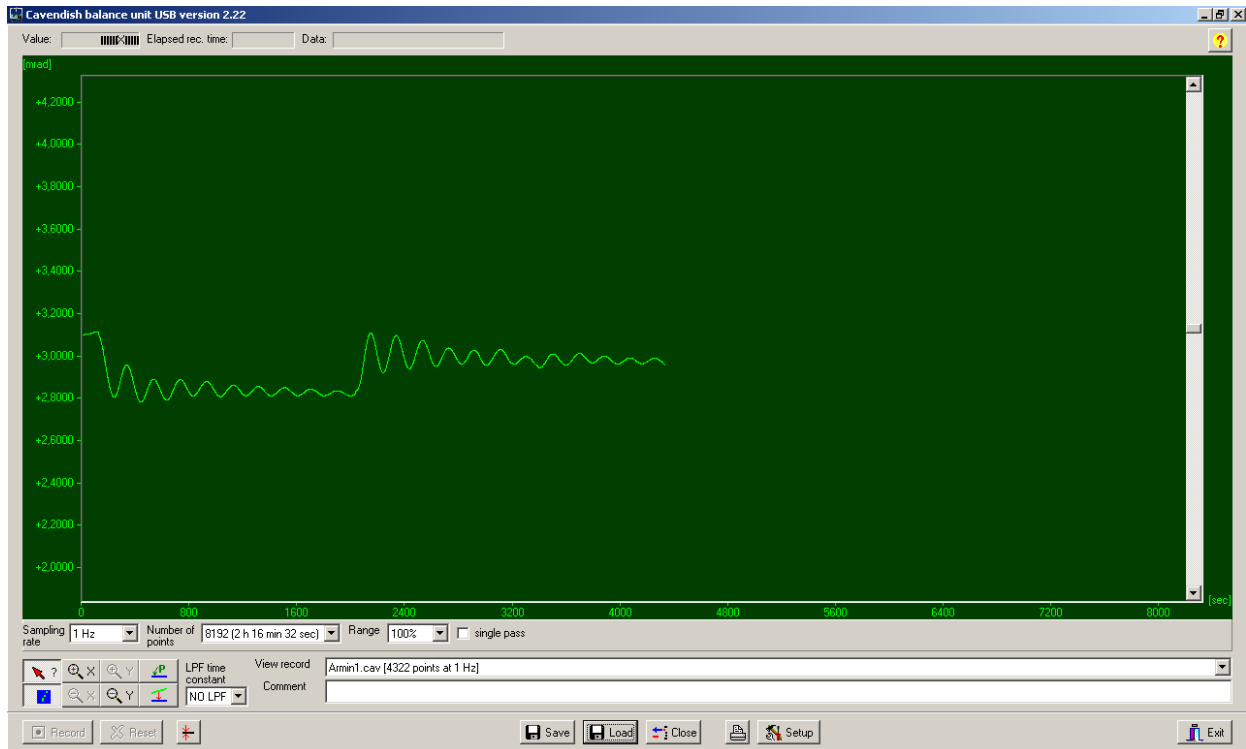 Cavendish balance unit USB version 2.22
Value: Elapsed rec. time: Data:
?
[mrad]
+4,2000
+4,0000
+3,8000
+3,6000
+3,4000
+3,2000
+3,0000
+2,8000
+2,6000
+2,4000
+2,2000
+2,0000
0 800 1600 2400 3200 4000 4800 5600 6400 7200 8000 [sec]
Sampling rate 1 Hz Number of points 8192 (2 h 16 min 32 sec) Range 100% single pass
? X Y P LPF time constant View record Armin1.cav [4322 points at 1 Hz]
X Y NO LPF Comment
Record Reset Save Load Close Setup Exit